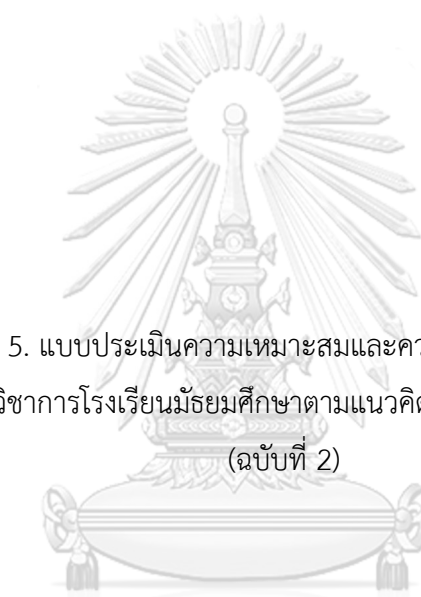 5. แบบประเมินความเหมาะสมและคว
วิชาการโรงเรียนมัธยมศึกษาตามแนวคิด
(ฉบับที่ 2)